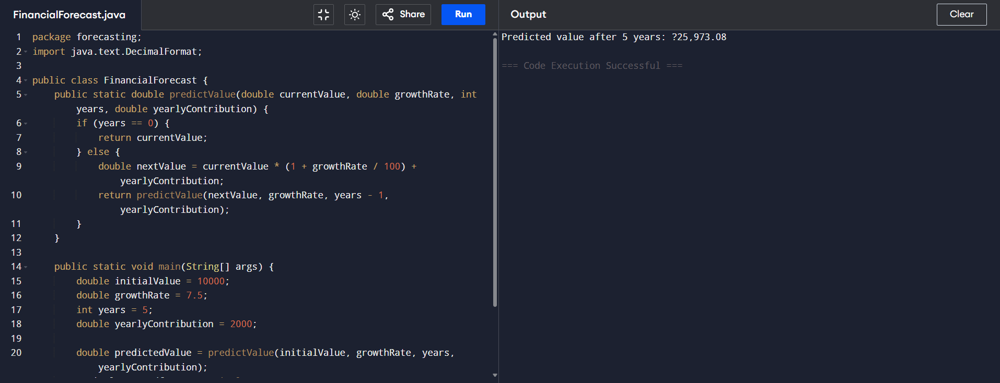 FinancialForecast.java
Share
Run
Output
Clear
1 package forecasting;
2 import java.text.DecimalFormat;
3
4 public class FinancialForecast {
5 public static double predictValue(double currentValue, double growthRate, int
years, double yearlyContribution) {
6 if (years == 0) {
7 return currentValue;
8 } else {
9 double nextValue = currentValue * (1 + growthRate / 100) +
yearlyContribution;
10 return predictValue(nextValue, growthRate, years - 1,
yearlyContribution);
11 }
12 }
13
14 public static void main(String[] args) {
15 double initialValue = 10000;
16 double growthRate = 7.5;
17 int years = 5;
18 double yearlyContribution = 2000;
19
20 double predictedValue = predictValue(initialValue, growthRate, years,
yearlyContribution);
Predicted value after 5 years: ?25,973.08
=== Code Execution Successful ===